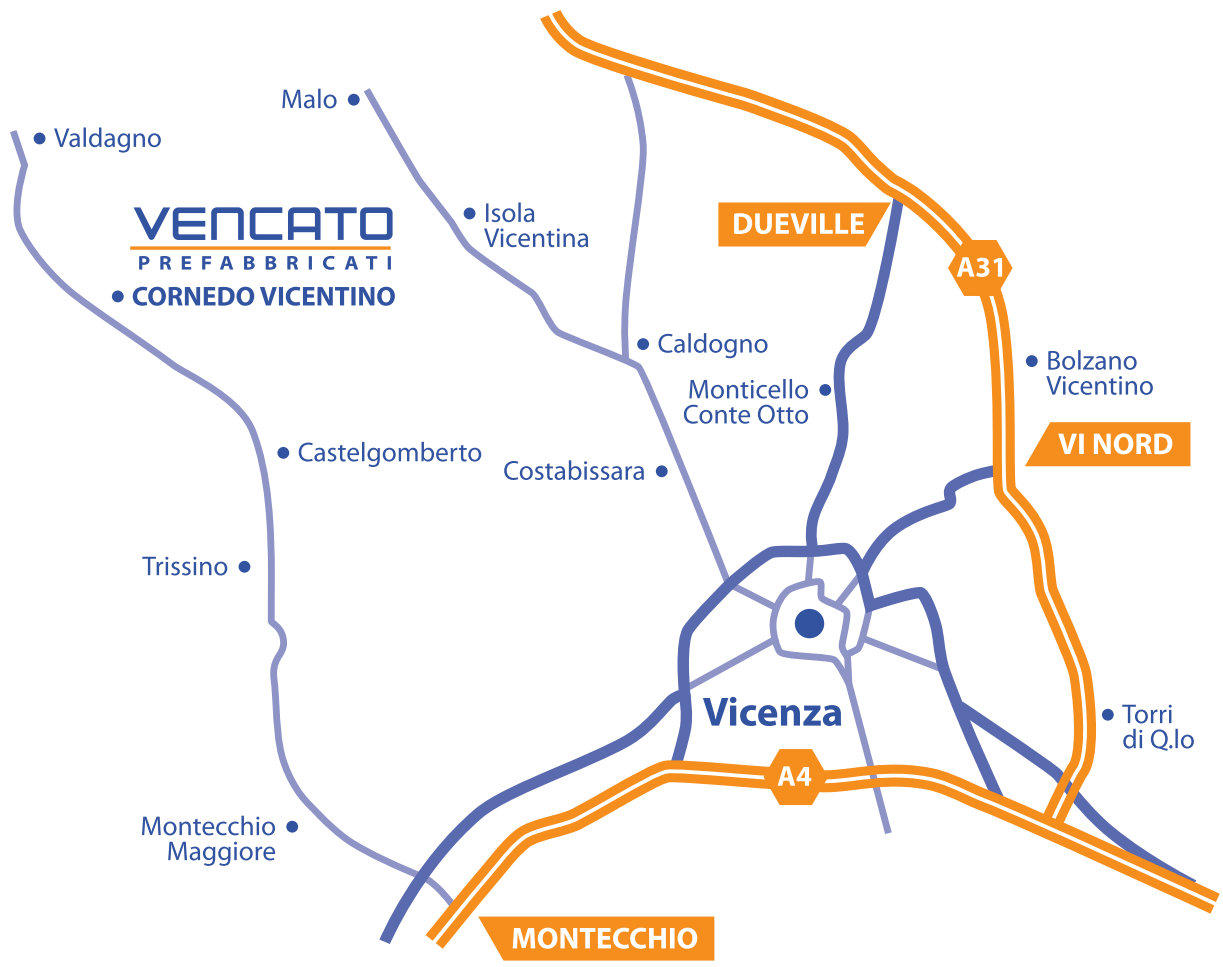 Malo
Valdagno
VENCATO
PREFABBRICATI
CORNEDO VICENTINO
Isola
Vicentina
DUEVILLE
A31
Caldogno
Monticello
Conte Otto
Bolzano
Vicentino
VI NORD
Castelgomberto
Costabissara
Trissino
Vicenza
Torri
di Q.lo
A4
Montecchio
Maggiore
MONTECCHIO